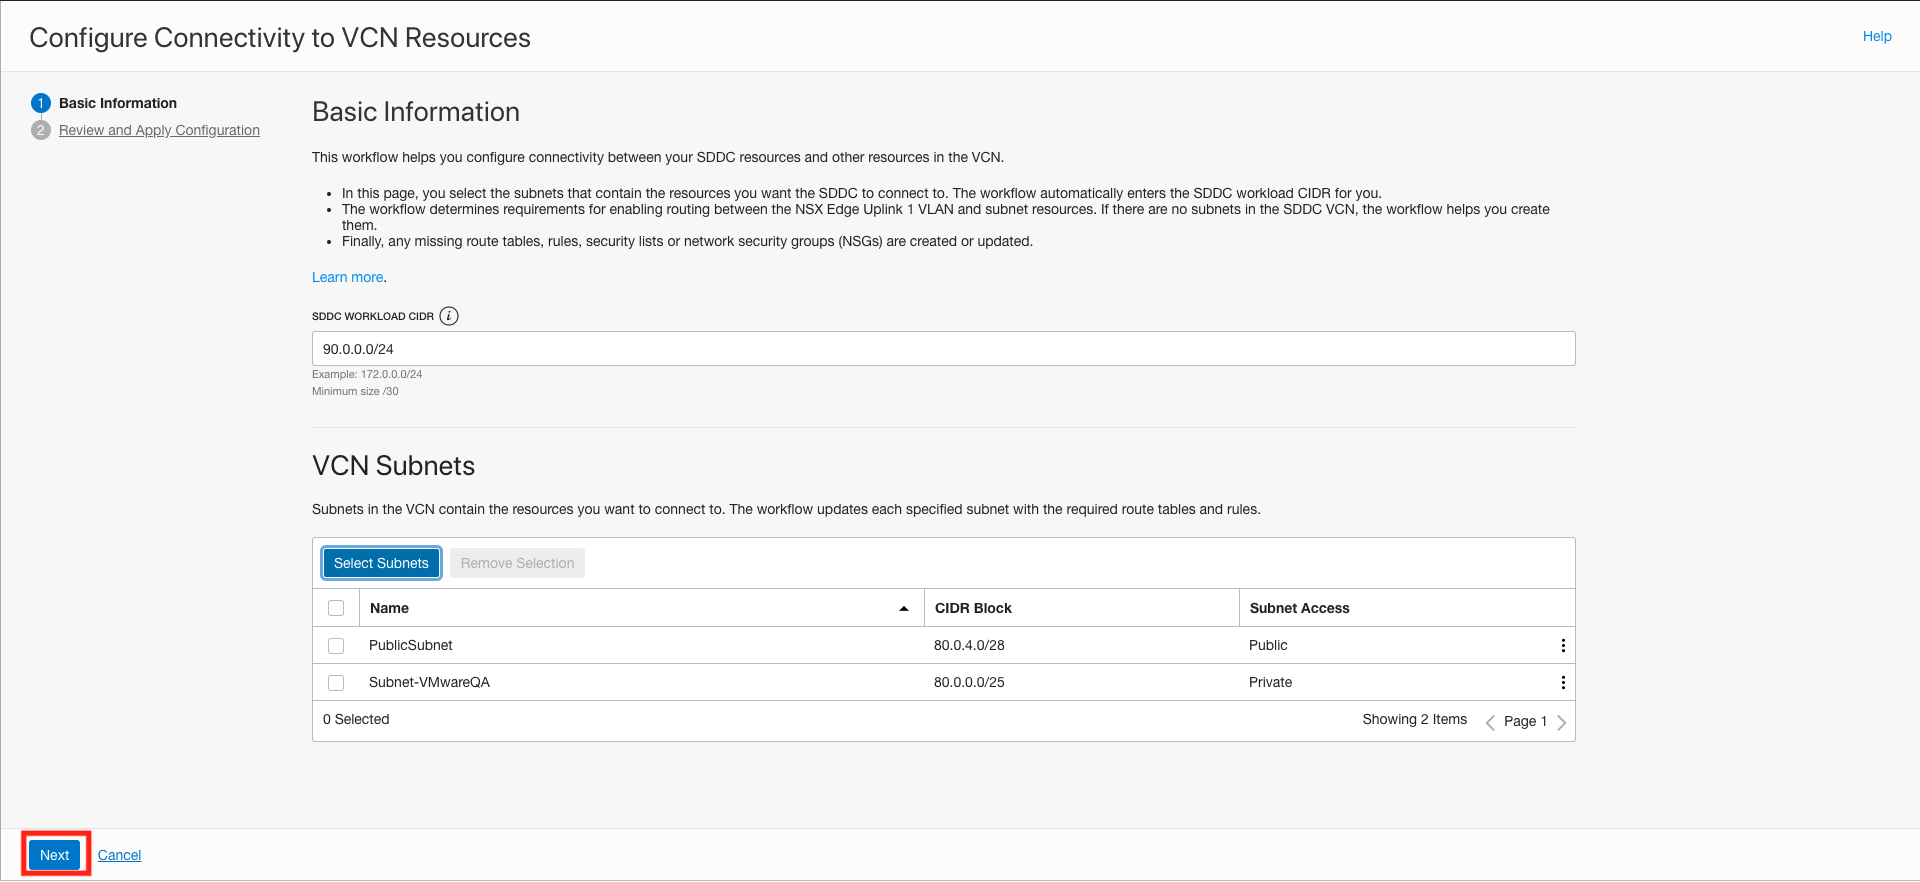 Configure Connectivity to VCN Resources
Help
1 Basic Information
2 Review and Apply Configuration
Basic Information
This workflow helps you configure connectivity between your SDDC resources and other resources in the VCN.
• In this page, you select the subnets that contain the resources you want the SDDC to connect to. The workflow automatically enters the SDDC workload CIDR for you.
• The workflow determines requirements for enabling routing between the NSX Edge Uplink 1 VLAN and subnet resources. If there are no subnets in the SDDC VCN, the workflow helps you create
them.
• Finally, any missing route tables, rules, security lists or network security groups (NSGs) are created or updated.
Learn more.
SDDC WORKLOAD CIDR i
90.0.0.0/24
Example: 172.0.0.0/24
Minimum size /30
VCN Subnets
Subnets in the VCN contain the resources you want to connect to. The workflow updates each specified subnet with the required route tables and rules.
Select Subnets Remove Selection
Name CIDR Block Subnet Access
PublicSubnet 80.0.4.0/28 Public
Subnet-VMwareQA 80.0.0.0/25 Private
0 Selected Showing 2 Items Page 1
Next Cancel